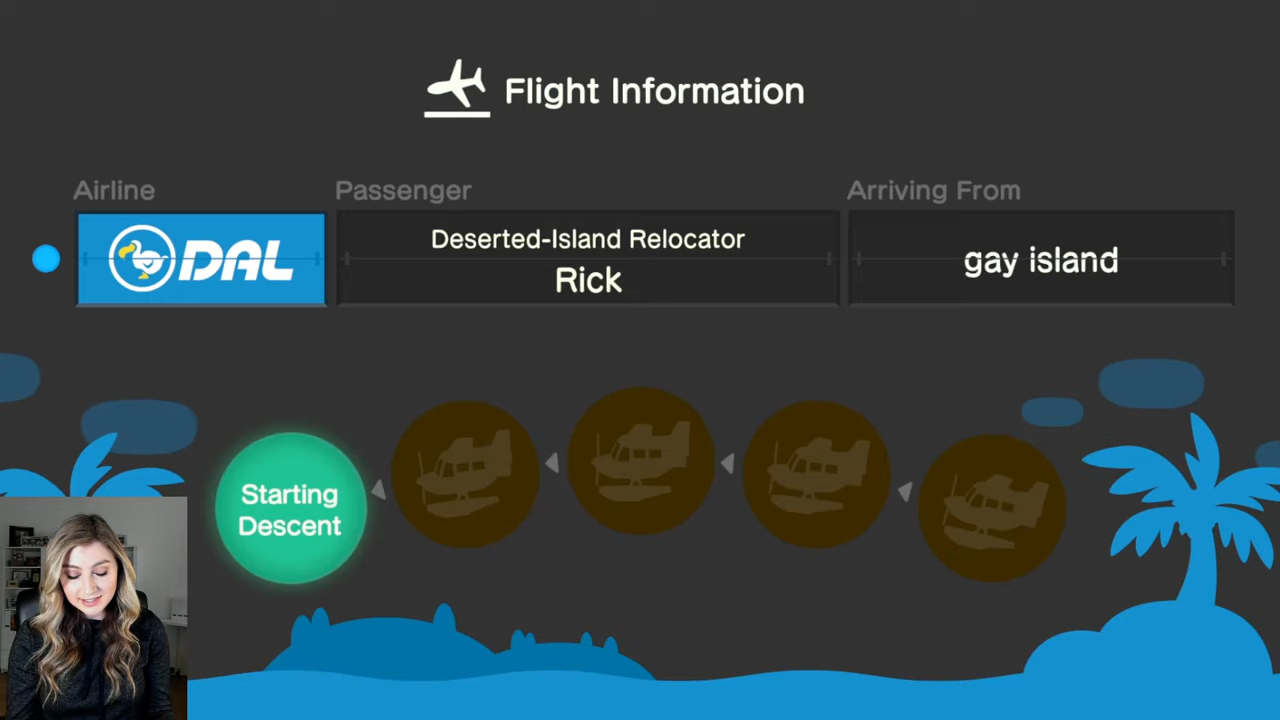 Flight Information
Airline
Passenger
Arriving From
DAL
Deserted-Island Relocator
Rick
gay island
Starting
Descent